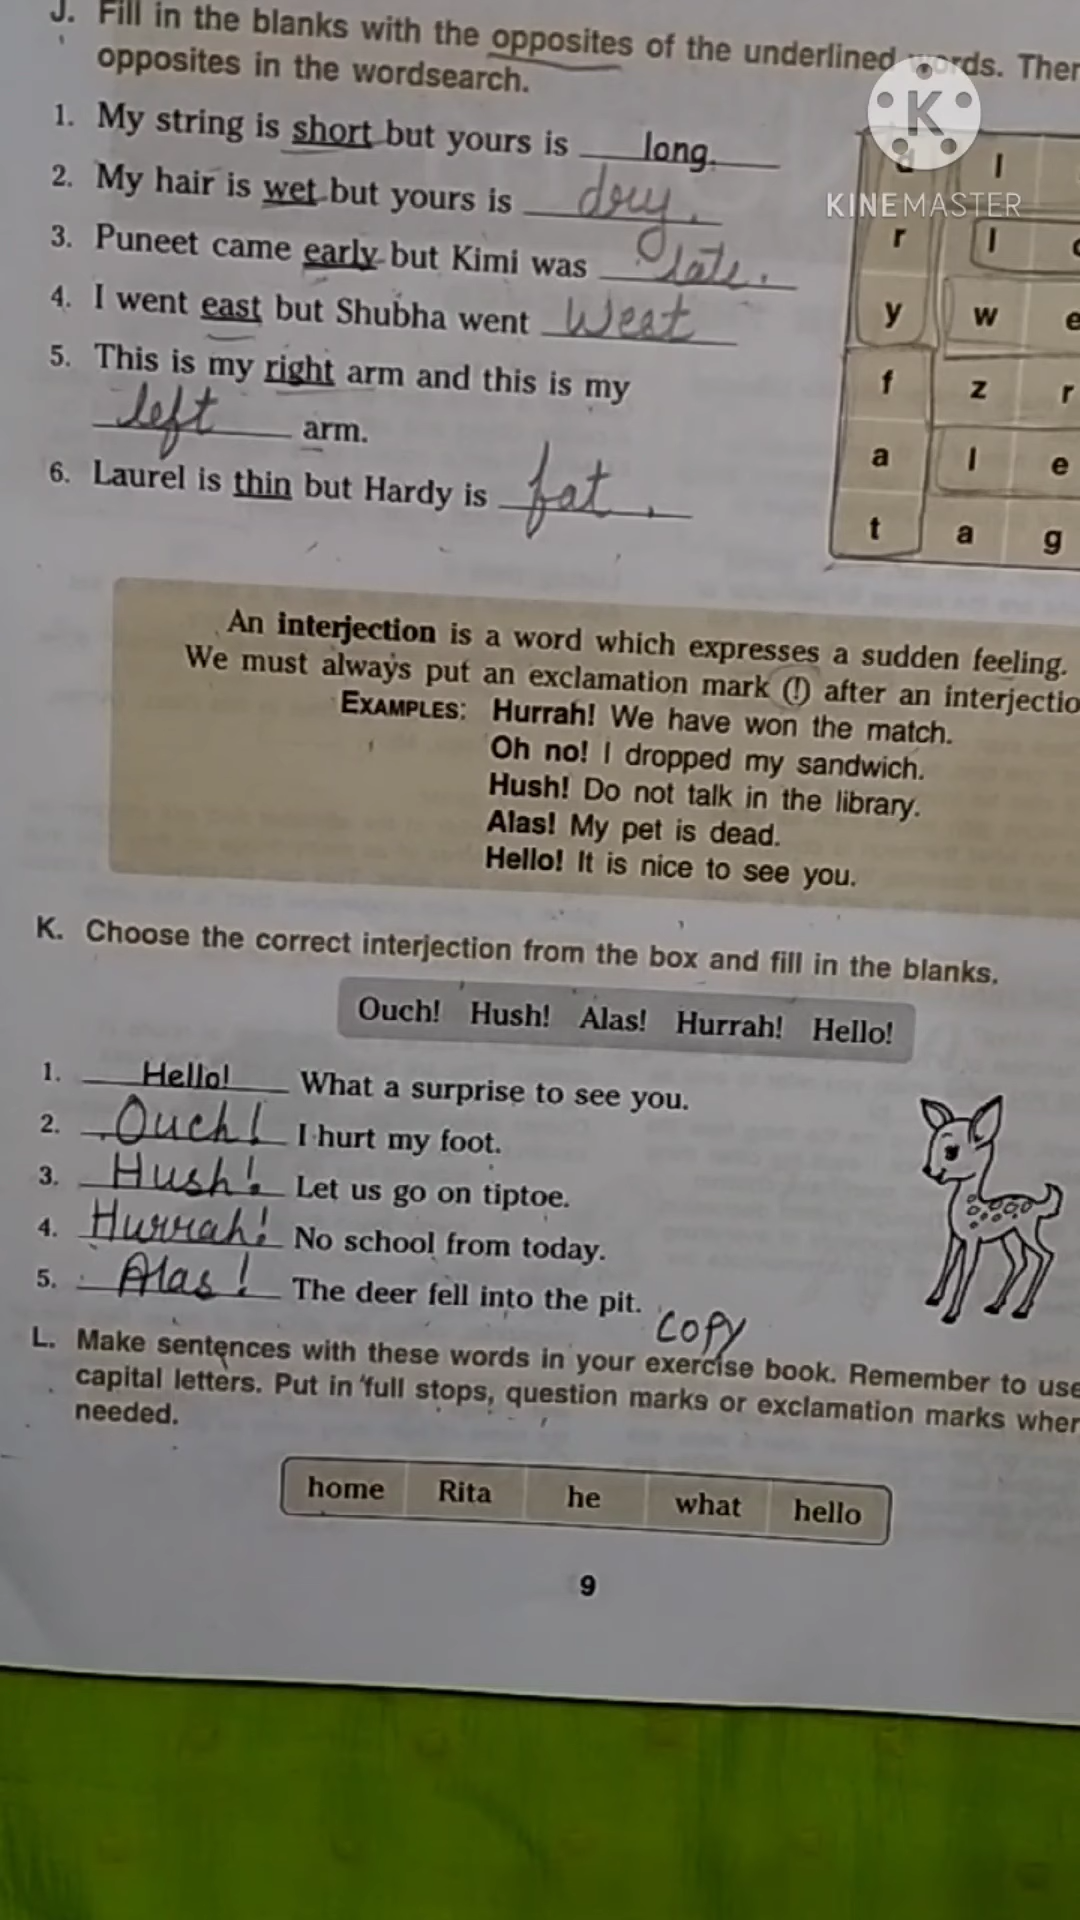 J. Fill in the blanks with the opposites of the underlined words. Then
opposites in the wordsearch.
1. My string is short but yours is long.
2. My hair is wet but yours is dry.
3. Puneet came early but Kimi was late.
4. I went east but Shubha went West
5. This is my right arm and this is my
left arm.
6. Laurel is thin but Hardy is fat.
d l
r l
y w e
f z r
a l e
t a g
K
KINEMASTER
An interjection is a word which expresses a sudden feeling.
We must always put an exclamation mark (!) after an interjectio
EXAMPLES: Hurrah! We have won the match.
Oh no! I dropped my sandwich.
Hush! Do not talk in the library.
Alas! My pet is dead.
Hello! It is nice to see you.
K. Choose the correct interjection from the box and fill in the blanks.
Ouch! Hush! Alas! Hurrah! Hello!
1. Hello! What a surprise to see you.
2. Ouch! I hurt my foot.
3. Hush! Let us go on tiptoe.
4. Hurrah! No school from today.
5. Alas! The deer fell into the pit.
COPY
L. Make sentences with these words in your exercise book. Remember to use
capital letters. Put in full stops, question marks or exclamation marks wher
needed.
home Rita he what hello
9